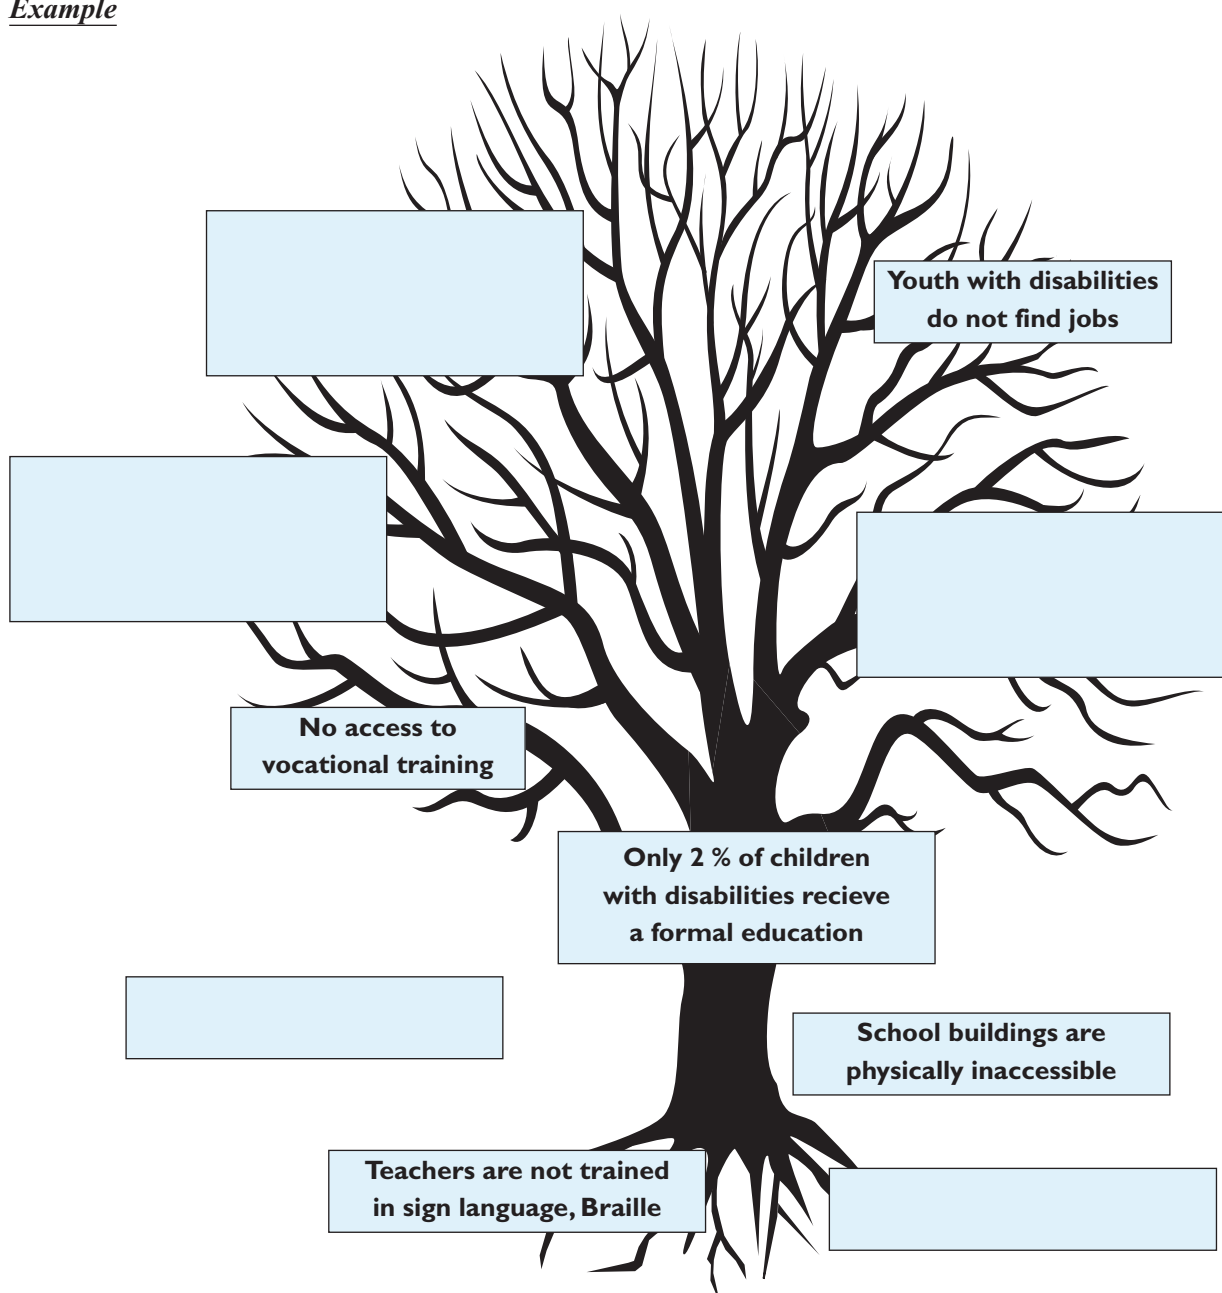 Example
Youth with disabilities
do not find jobs
No access to
vocational training
Only 2 % of children
with disabilities recieve
a formal education
School buildings are
physically inaccessible
Teachers are not trained
in sign language, Braille